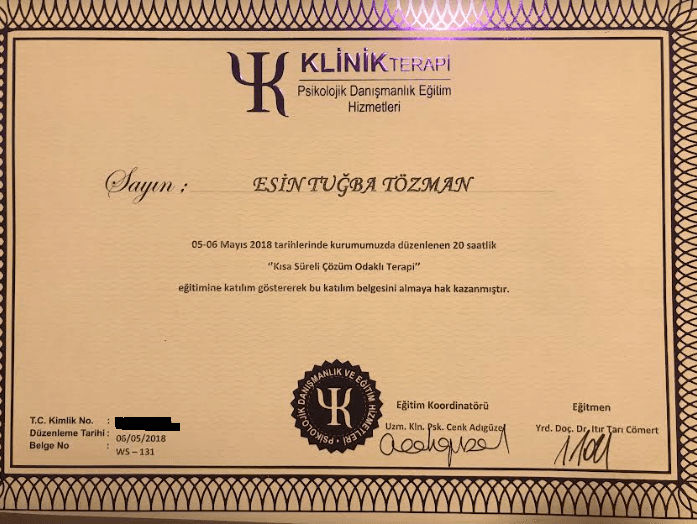 KLİNİKTERAPİ
Psikolojik Danışmanlık Eğitim
Hizmetleri
Sayın :
ESİN TUĞBA TÖZMAN
05-06 Mayıs 2018 tarihlerinde kurumumuzda düzenlenen 20 saatlik
‘’Kısa Süreli Çözüm Odaklı Terapi’’
eğitimine katılım göstererek bu katılım belgesini almaya hak kazanmıştır.
PSİKOLOJİK DANIŞMANLIK VE EĞİTİM HİZMETLERİ
Eğitim Koordinatörü
Uzm. Kln. Psk. Cenk Adıgüzel
Eğitmen
Yrd. Doç. Dr. Itır Tarı Cömert
T.C. Kimlik No. :
Düzenleme Tarihi : 06/05/2018
Belge No : WS – 131